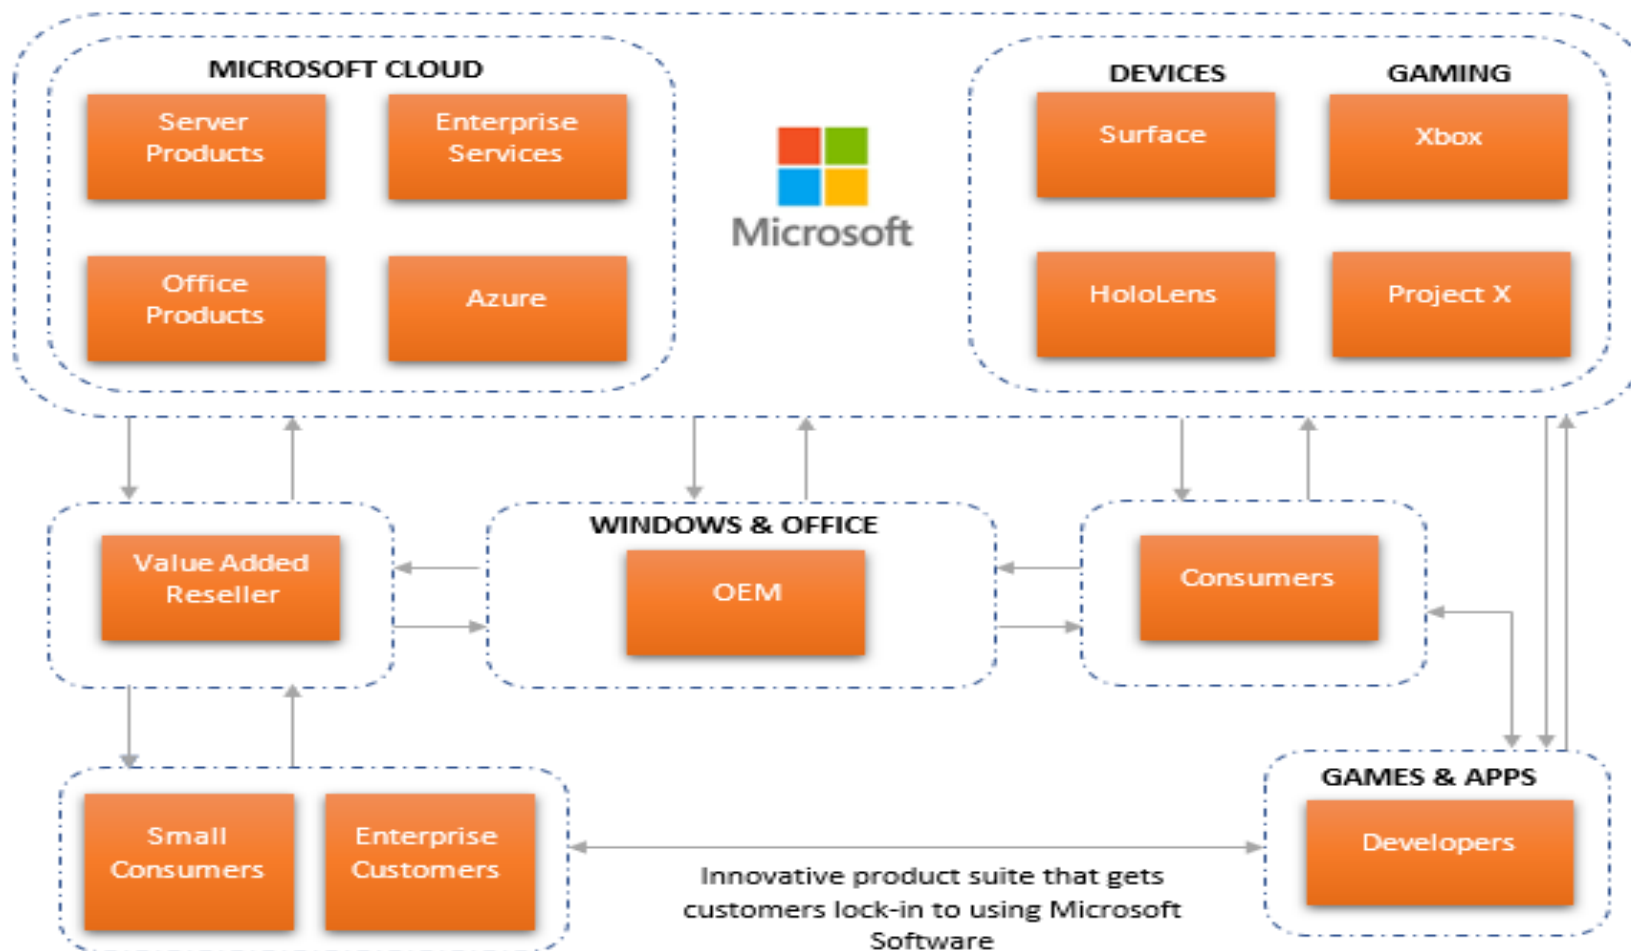 MICROSOFT CLOUD
Server
Products
Enterprise
Services
Office
Products
Azure
Microsoft
DEVICES
GAMING
Surface
Xbox
HoloLens
Project X
Value Added
Reseller
WINDOWS & OFFICE
OEM
Consumers
Small
Consumers
Enterprise
Customers
Innovative product suite that gets
customers lock-in to using Microsoft
Software
GAMES & APPS
Developers